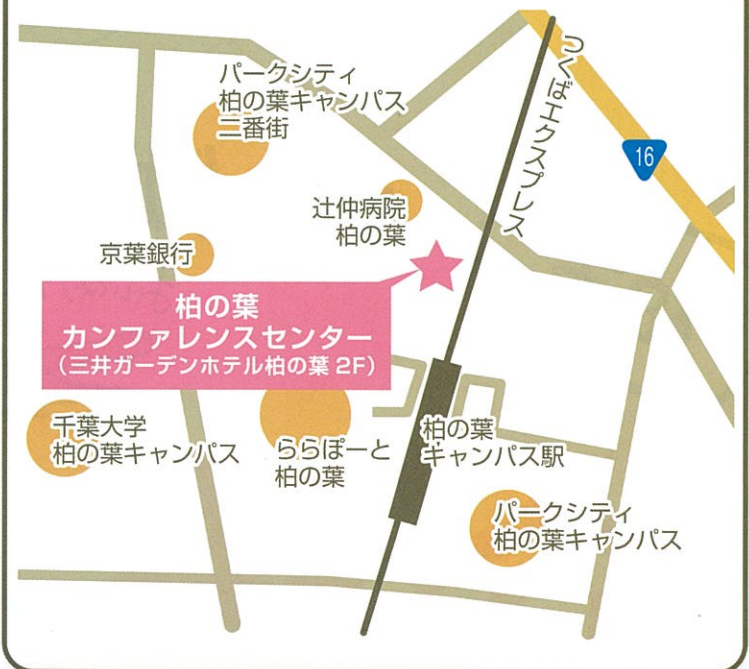 つくばエクスプレス
16
パークシティ
柏の葉キャンパス
二番街
辻仲病院
柏の葉
京葉銀行
柏の葉
カンファレンスセンター
(三井ガーデンホテル柏の葉 2F)
千葉大学
柏の葉キャンパス
ららぽーと
柏の葉
柏の葉
キャンパス駅
パークシティ
柏の葉キャンパス